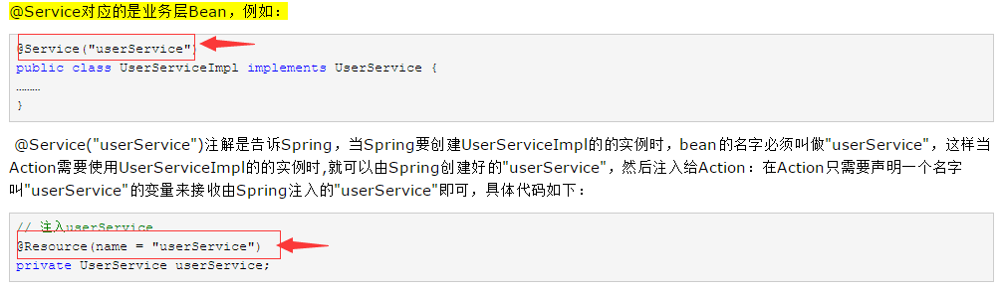 @Service对应的是业务层Bean，例如：
@Service("userService")
public class UserServiceImpl implements UserService {
………
}
@Service("userService")注解是告诉Spring，当Spring要创建UserServiceImpl的的实例时，bean的名字必须叫做"userService"，这样当
Action需要使用UserServiceImpl的的实例时,就可以由Spring创建好的"userService"，然后注入给Action：在Action只需要声明一个名字
叫"userService"的变量来接收由Spring注入的"userService"即可，具体代码如下：
// 注入userService
@Resource(name = "userService")
private UserService userService;